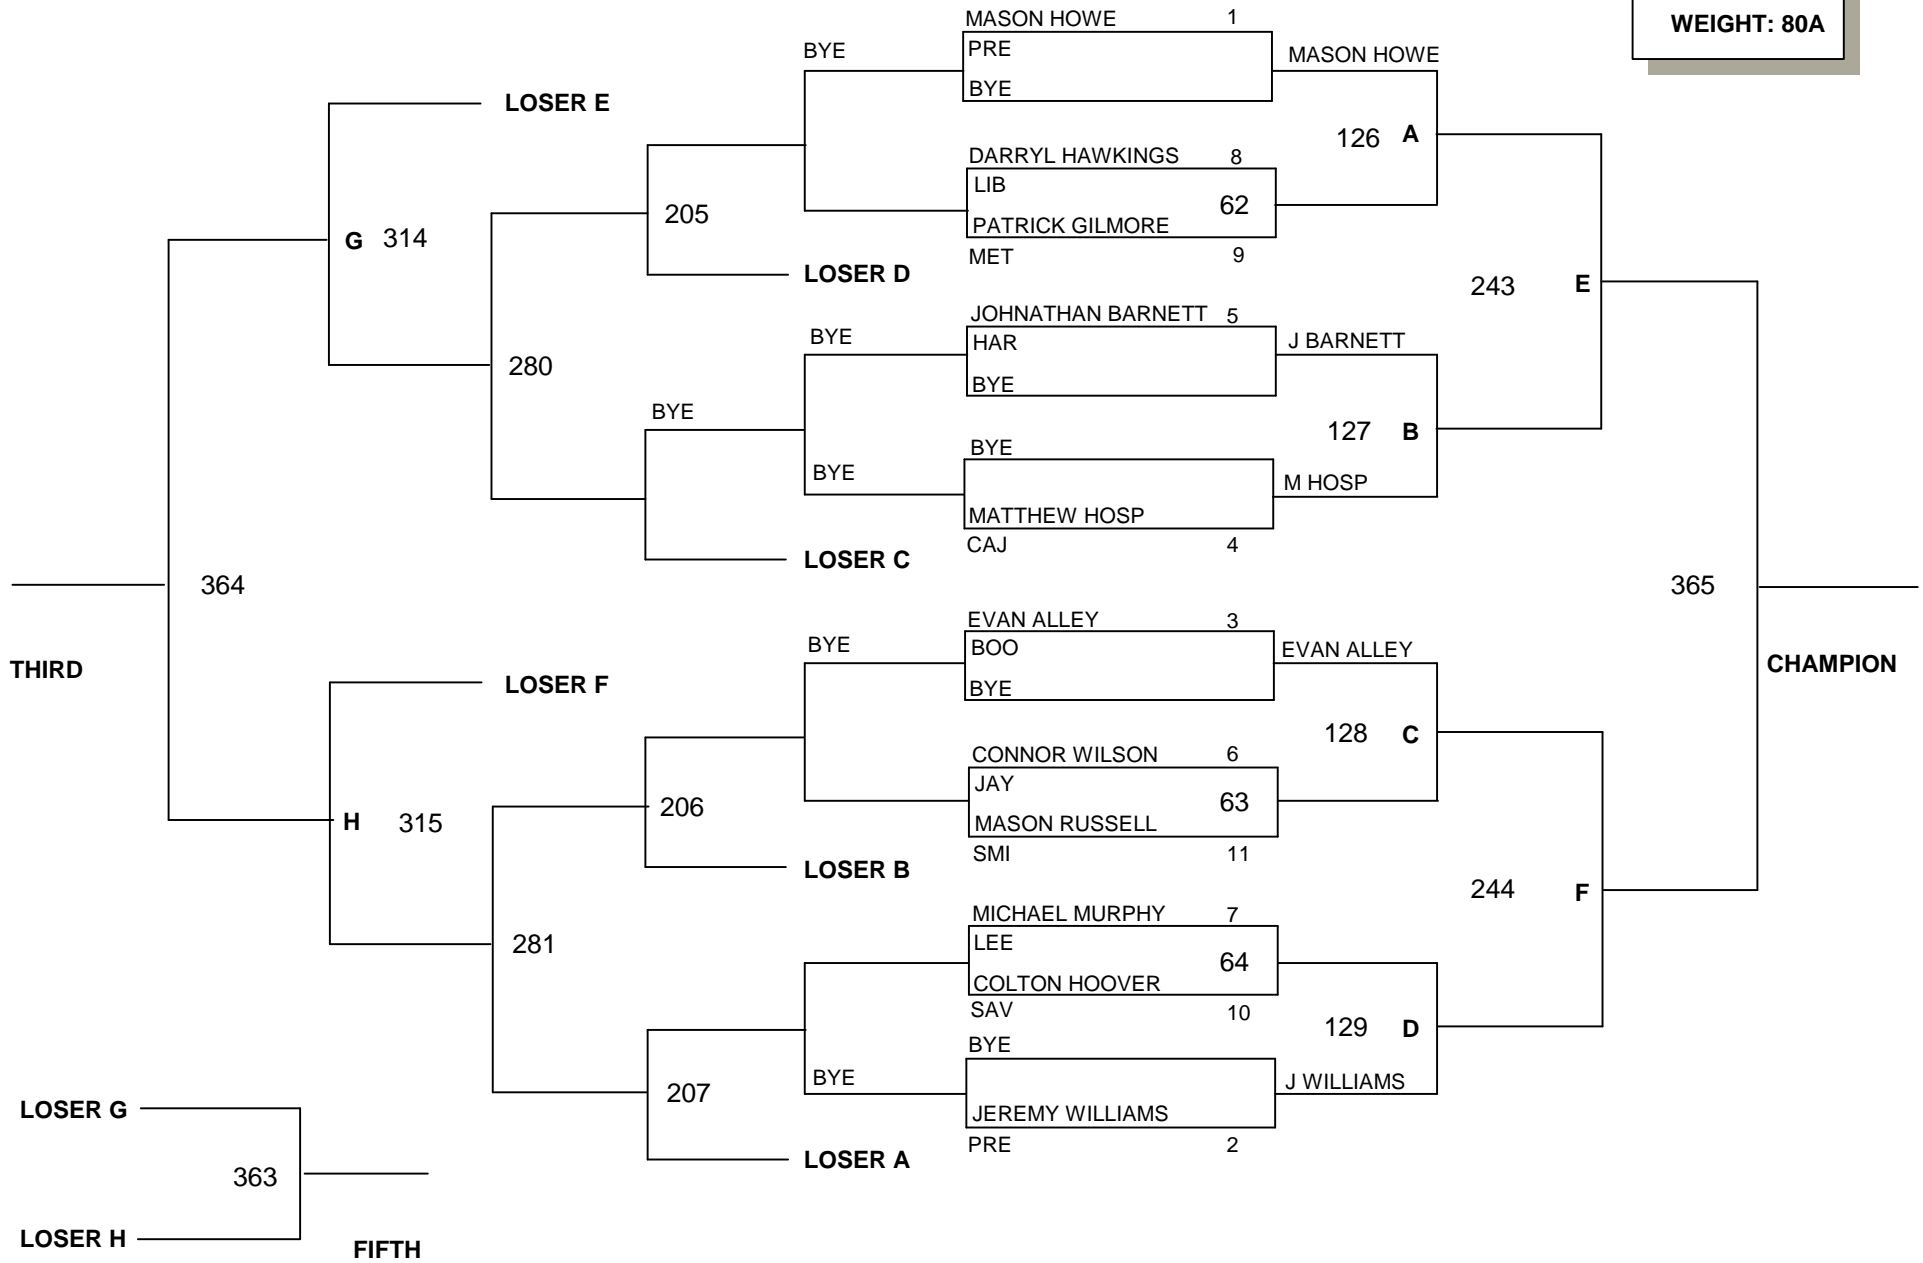 WEIGHT: 80A
MASON HOWE 1
PRE
BYE
BYE
MASON HOWE
LOSER E
126 A
DARRYL HAWKINGS 8
LIB
62
PATRICK GILMORE
MET 9
205
G 314
LOSER D
243 E
JOHNATHAN BARNETT 5
HAR
BYE
BYE
J BARNETT
280
BYE
127 B
BYE
BYE
M HOSP
MATTHEW HOSP
CAJ 4
LOSER C
364
365
EVAN ALLEY 3
BOO
BYE
BYE
EVAN ALLEY
THIRD
CHAMPION
LOSER F
128 C
CONNOR WILSON 6
JAY
63
MASON RUSSELL
SMI 11
206
H 315
LOSER B
244 F
MICHAEL MURPHY 7
LEE
64
COLTON HOOVER
SAV 10
281
129 D
BYE
BYE
J WILLIAMS
JEREMY WILLIAMS
PRE 2
207
LOSER A
LOSER G
363
LOSER H
FIFTH